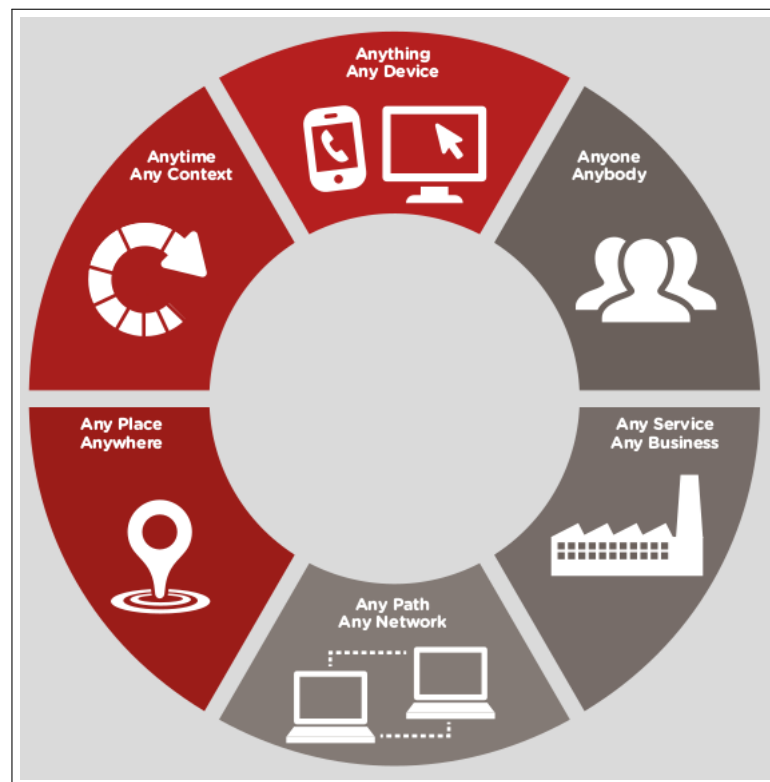 Anything
Any Device
Anyone
Anybody
Any Service
Any Business
Any Path
Any Network
Any Place
Anywhere
Anytime
Any Context